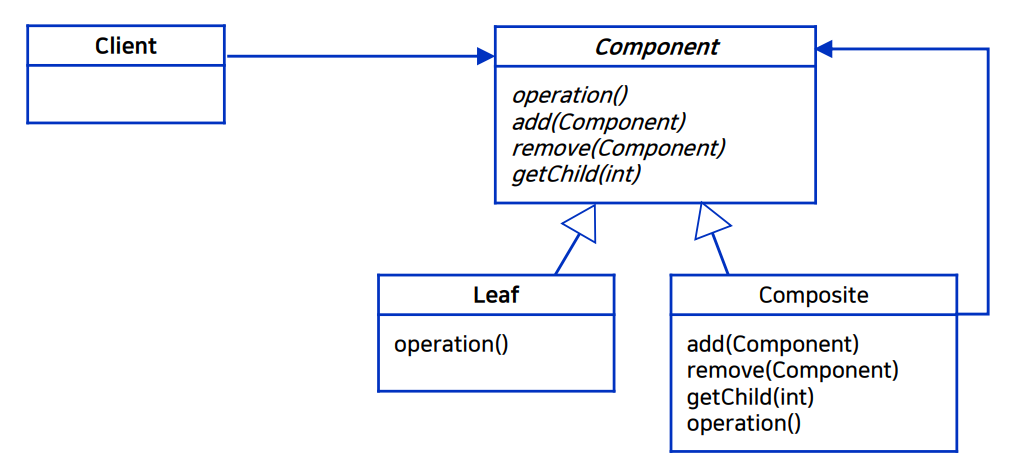 Client
Component
operation()
add(Component)
remove(Component)
getChild(int)
Leaf
operation()
Composite
add(Component)
remove(Component)
getChild(int)
operation()